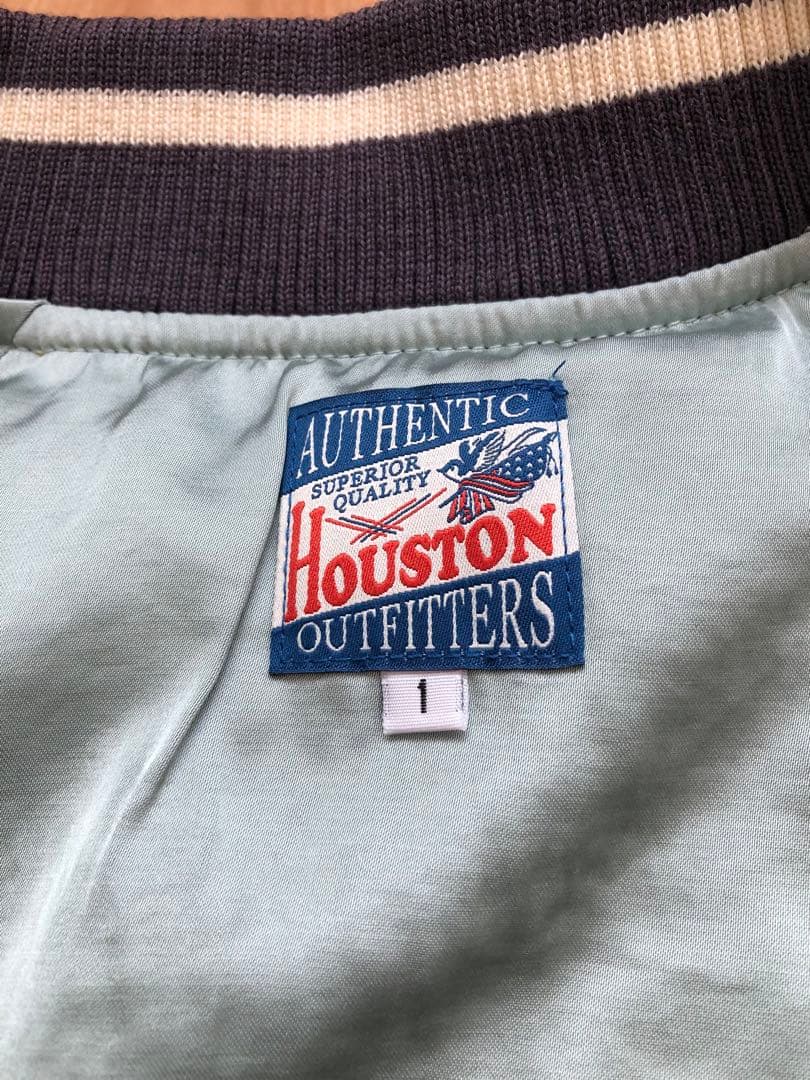 AUTHENTIC
SUPERIOR
QUALITY
HOUSTON
OUTFITTERS
1